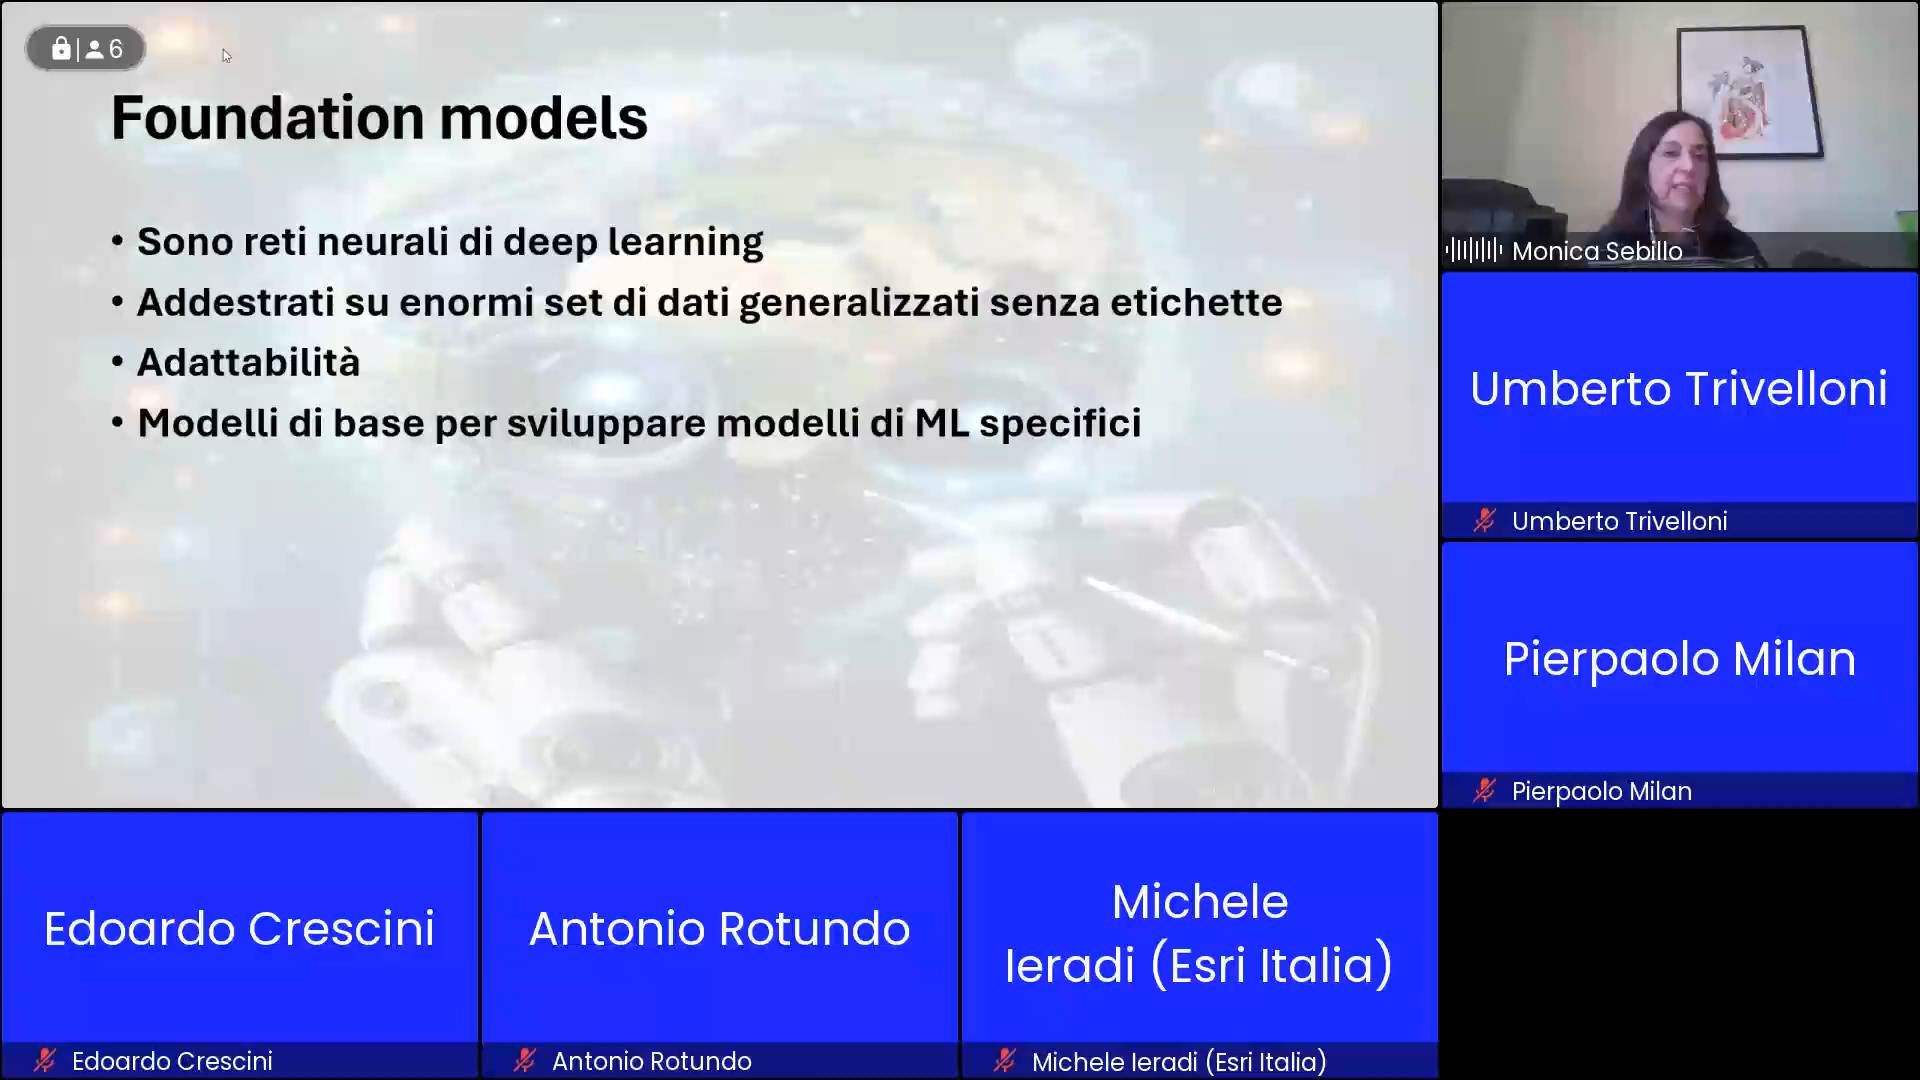 6
Foundation models
• Sono reti neurali di deep learning
• Addestrati su enormi set di dati generalizzati senza etichette
• Adattabilità
• Modelli di base per sviluppare modelli di ML specifici
Monica Sebillo
Umberto Trivelloni
Umberto Trivelloni
Pierpaolo Milan
Pierpaolo Milan
Edoardo Crescini
Edoardo Crescini
Antonio Rotundo
Antonio Rotundo
Michele
Ieradi (Esri Italia)
Michele Ieradi (Esri Italia)